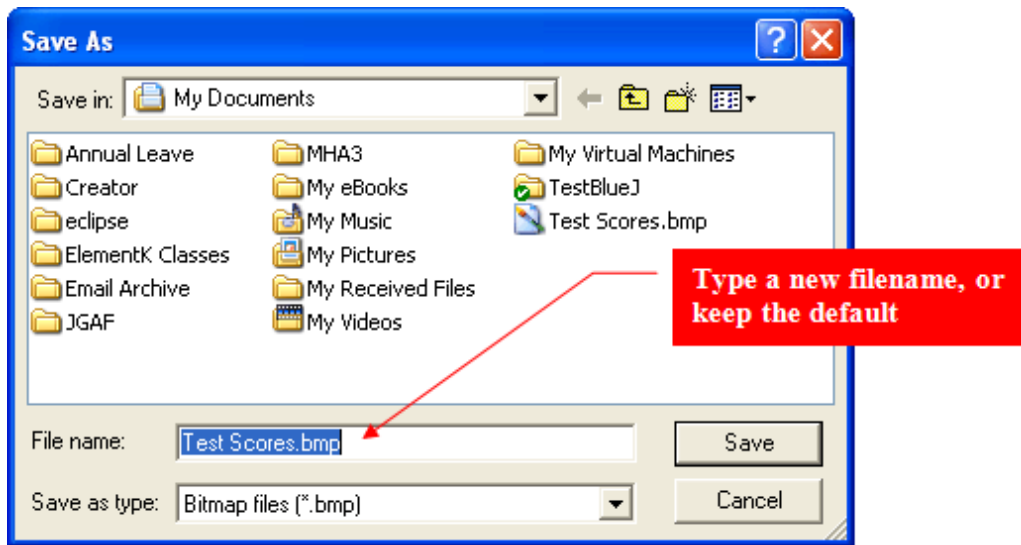 Save As
Save in: My Documents
Annual Leave MHA3 My Virtual Machines
Creator My eBooks TestBlueJ
eclipse My Music Test Scores.bmp
ElementK Classes My Pictures
Email Archive My Received Files
JGAF My Videos
Type a new filename, or
keep the default
File name: Test Scores.bmp Save
Save as type: Bitmap files (*.bmp) Cancel